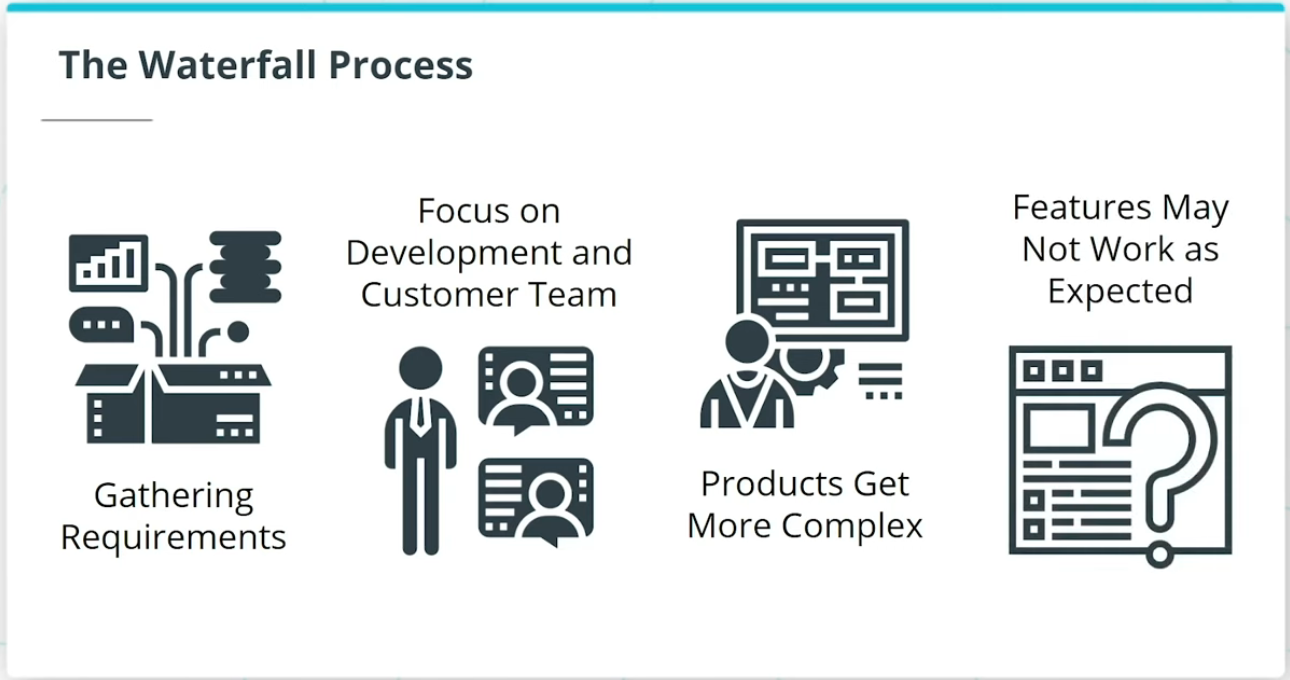 The Waterfall Process
Gathering
Requirements
Focus on
Development and
Customer Team
Products Get
More Complex
Features May
Not Work as
Expected